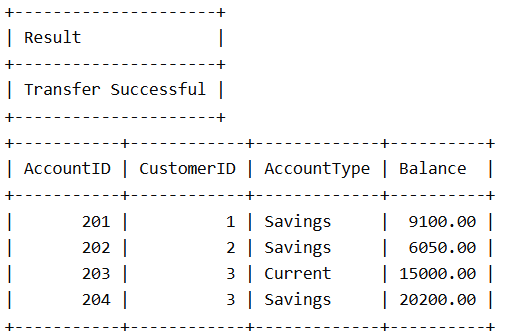 +---------------------+
| Result              |
+---------------------+
| Transfer Successful |
+---------------------+
+-----------+------------+-------------+----------+
| AccountID | CustomerID | AccountType | Balance  |
+-----------+------------+-------------+----------+
|       201 |          1 | Savings     |  9100.00 |
|       202 |          2 | Savings     |  6050.00 |
|       203 |          3 | Current     | 15000.00 |
|       204 |          3 | Savings     | 20200.00 |
+-----------+------------+-------------+----------+